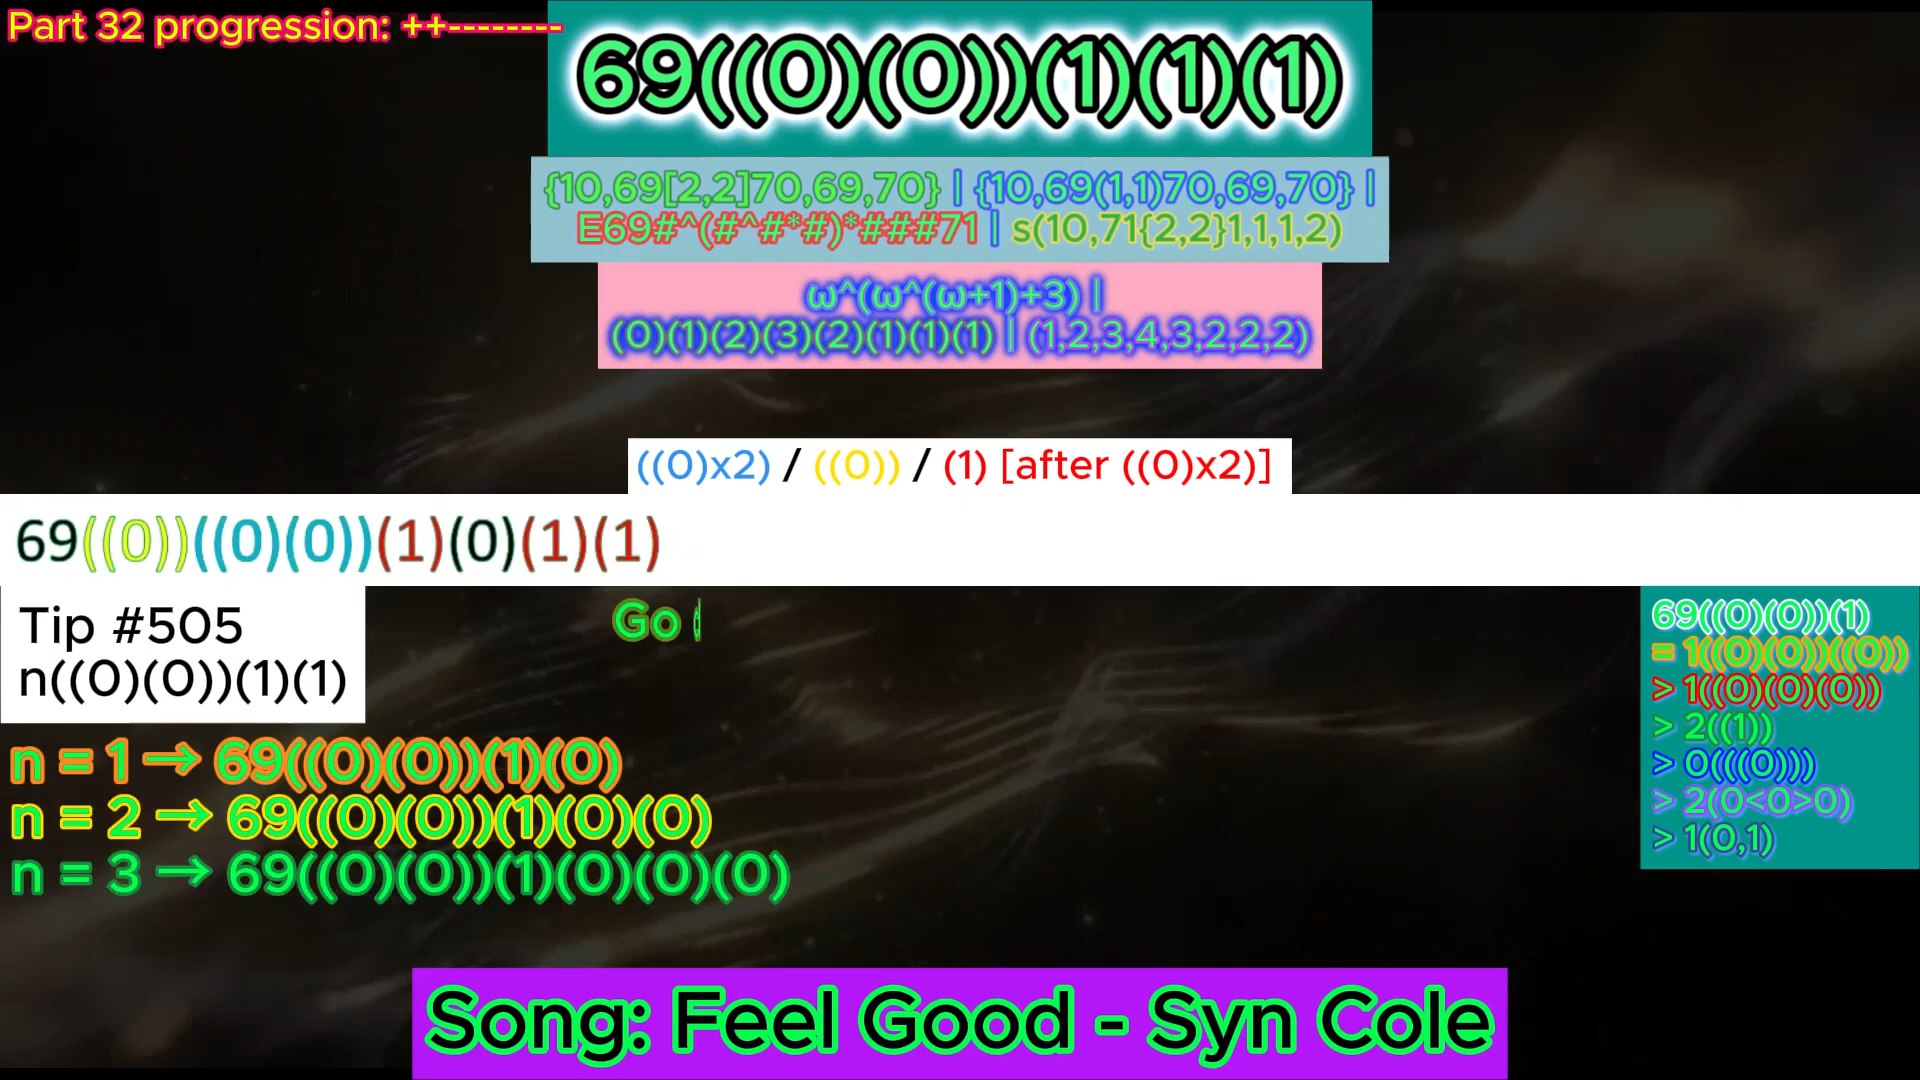 Part 32 progression: ++--------
69((0)(0))(1)(1)(1)
{10,69[2,2]70,69,70} | {10,69(1,1)70,69,70} |
E69#^(#^#*#)*###71 | s(10,71{2,2}1,1,1,2)
ω^(ω^(ω+1)+3) |
(0)(1)(2)(3)(2)(1)(1)(1) | (1,2,3,4,3,2,2,2)
((0)x2) / ((0)) / (1) [after ((0)x2)]
69((0))((0)(0))(1)(0)(1)(1)
Tip #505
n((0)(0))(1)(1)
Go
n = 1 → 69((0)(0))(1)(0)
n = 2 → 69((0)(0))(1)(0)(0)
n = 3 → 69((0)(0))(1)(0)(0)(0)
69((0)(0))(1)
= 1((0)(0))((0))
> 1((0)(0)(0))
> 2((1))
> 0(((0)))
> 2(0<0>0)
> 1(0,1)
Song: Feel Good - Syn Cole